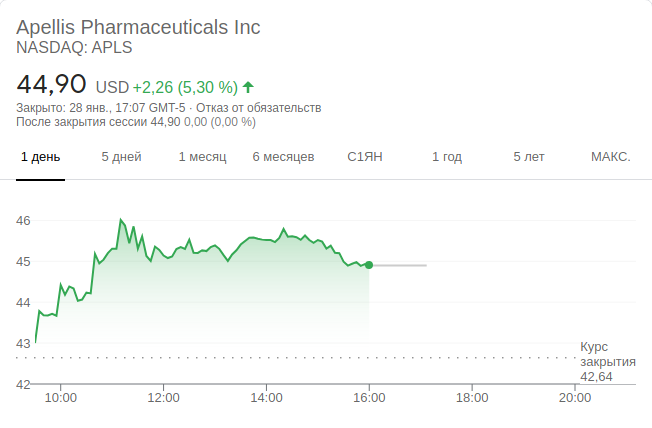 Apellis Pharmaceuticals Inc
NASDAQ: APLS
44,90 USD +2,26 (5,30 %)
Закрыто: 28 янв., 17:07 GMT-5 · Отказ от обязательств
После закрытия сессии 44,90 0,00 (0,00 %)
1 день 5 дней 1 месяц 6 месяцев С1ЯН 1 год 5 лет МАКС.
46
45
44
43
42
Курс
закрытия
42,64
10:00 12:00 14:00 16:00 18:00 20:00